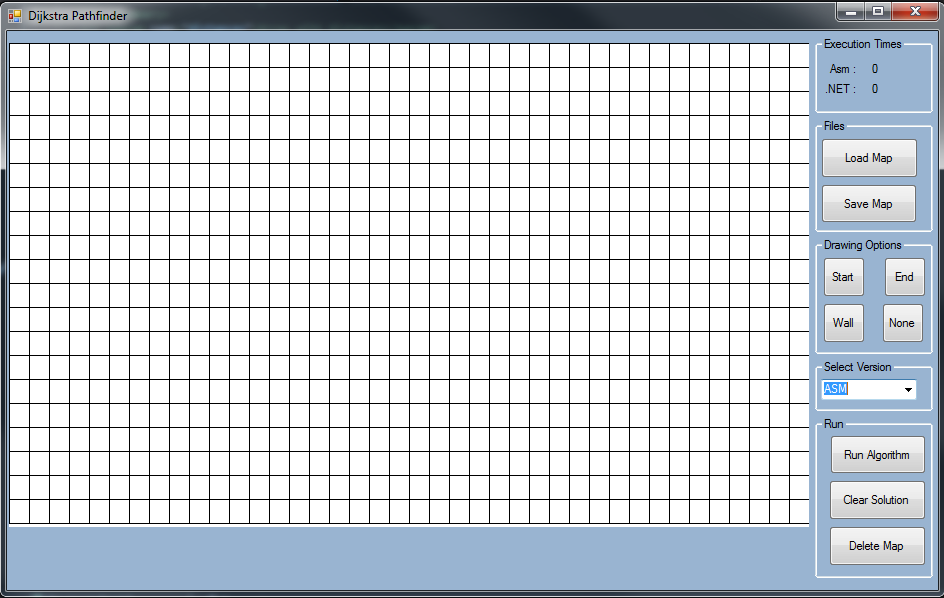 Dijkstra Pathfinder
Execution Times
Asm : 0
.NET : 0
Files
Load Map
Save Map
Drawing Options
Start End
Wall None
Select Version
ASM
Run
Run Algorithm
Clear Solution
Delete Map